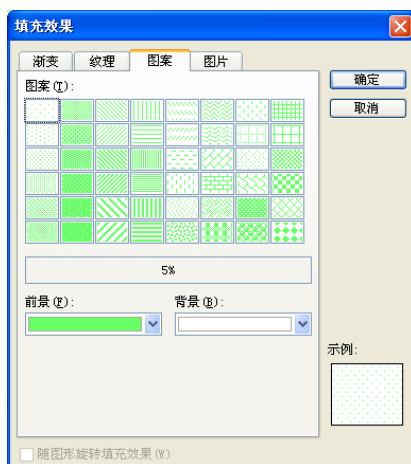 填充效果
渐变 纹理 图案 图片
图案(T):
确定
取消
5%
前景(F): 背景(B):
示例:
随图形旋转填充效果(W)